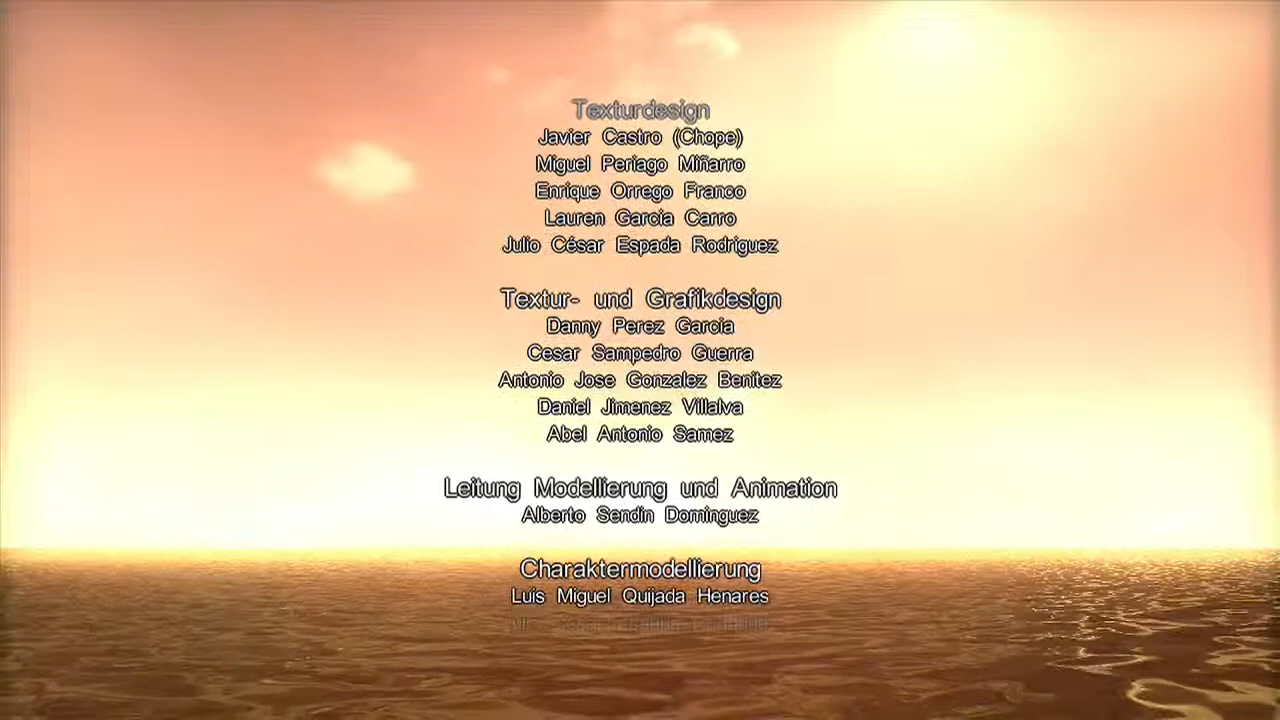 Texturdesign
Javier Castro (Chope)
Miguel Periago Miñarro
Enrique Orrego Franco
Lauren Garcia Carro
Julio César Espada Rodriguez
Textur- und Grafikdesign
Danny Perez Garcia
Cesar Sampedro Guerra
Antonio Jose Gonzalez Benitez
Daniel Jimenez Villalva
Abel Antonio Samez
Leitung Modellierung und Animation
Alberto Sendin Dominguez
Charaktermodellierung
Luis Miguel Quijada Henares